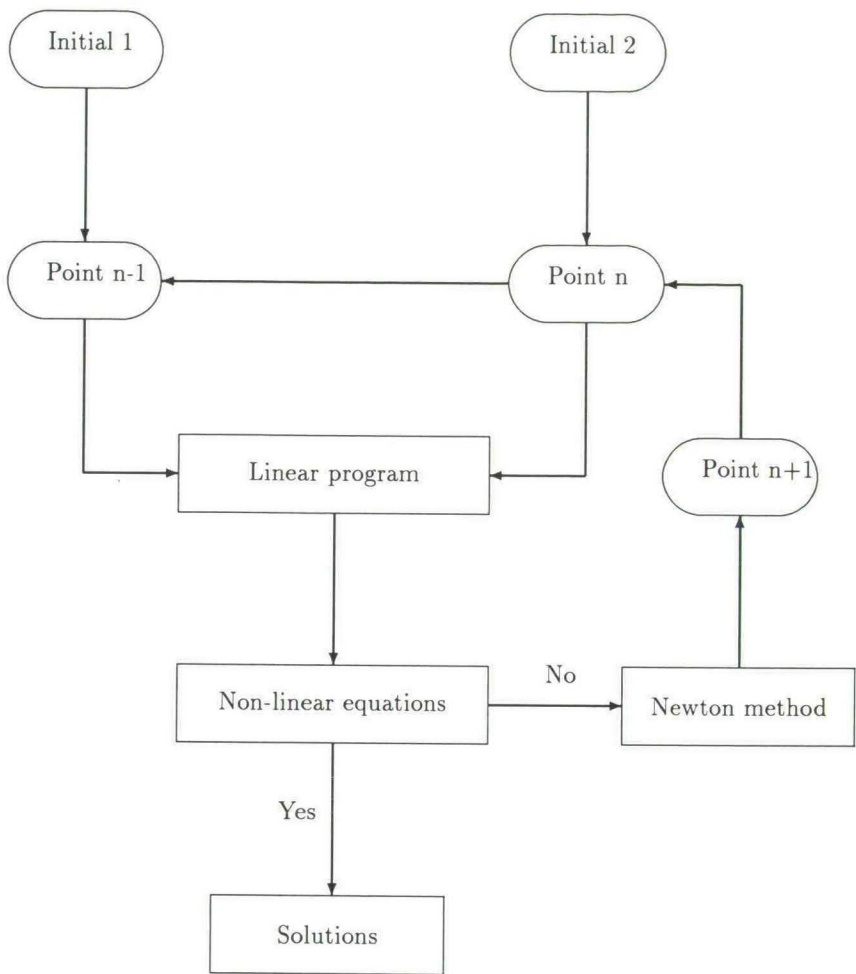 Initial 1
Initial 2
Point n-1
Point n
Linear program
Point n+1
No
Non-linear equations
Newton method
Yes
Solutions